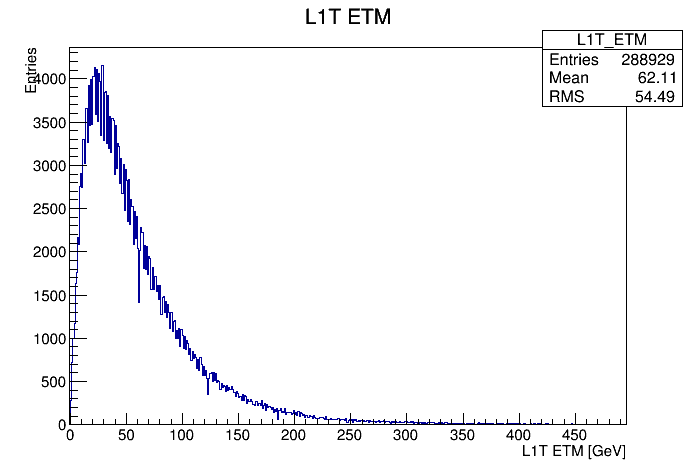 L1T ETM
L1T_ETM
Entries 288929
Mean 62.11
RMS 54.49
Entries
4000
3500
3000
2500
2000
1500
1000
500
0
0 50 100 150 200 250 300 350 400 450
L1T ETM [GeV]